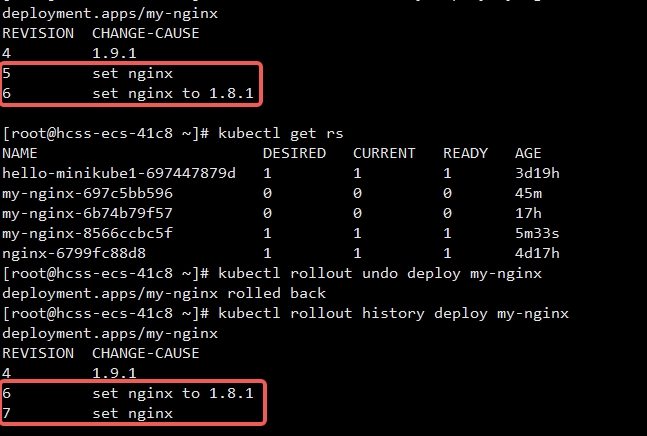 deployment.apps/my-nginx
REVISION  CHANGE-CAUSE
4         1.9.1
5         set nginx
6         set nginx to 1.8.1
[root@hcss-ecs-41c8 ~]# kubectl get rs
NAME                         DESIRED   CURRENT   READY   AGE
hello-minikube1-697447879d   1         1         1       3d19h
my-nginx-697c5bb596          0         0         0       45m
my-nginx-6b74b79f57          0         0         0       17h
my-nginx-8566ccbc5f          1         1         1       5m33s
nginx-6799fc88d8             1         1         1       4d17h
[root@hcss-ecs-41c8 ~]# kubectl rollout undo deploy my-nginx
deployment.apps/my-nginx rolled back
[root@hcss-ecs-41c8 ~]# kubectl rollout history deploy my-nginx
deployment.apps/my-nginx
REVISION  CHANGE-CAUSE
4         1.9.1
6         set nginx to 1.8.1
7         set nginx